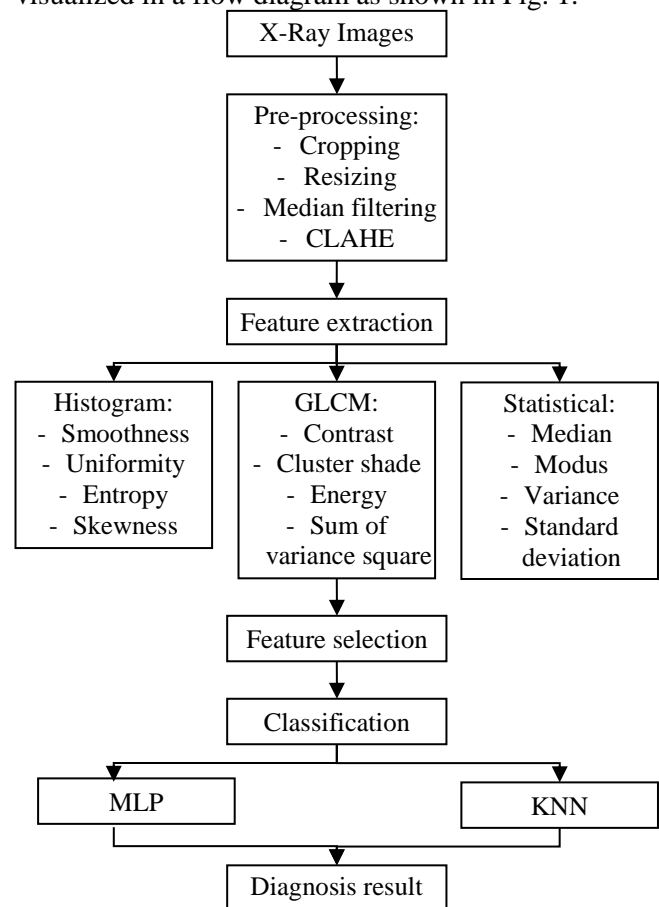 visualized in a flow diagram as shown in Fig. 1.
X-Ray Images
Pre-processing:
- Cropping
- Resizing
- Median filtering
- CLAHE
Feature extraction
Histogram:
- Smoothness
- Uniformity
- Entropy
- Skewness
GLCM:
- Contrast
- Cluster shade
- Energy
- Sum of
variance square
Statistical:
- Median
- Modus
- Variance
- Standard
deviation
Feature selection
Classification
MLP
KNN
Diagnosis result